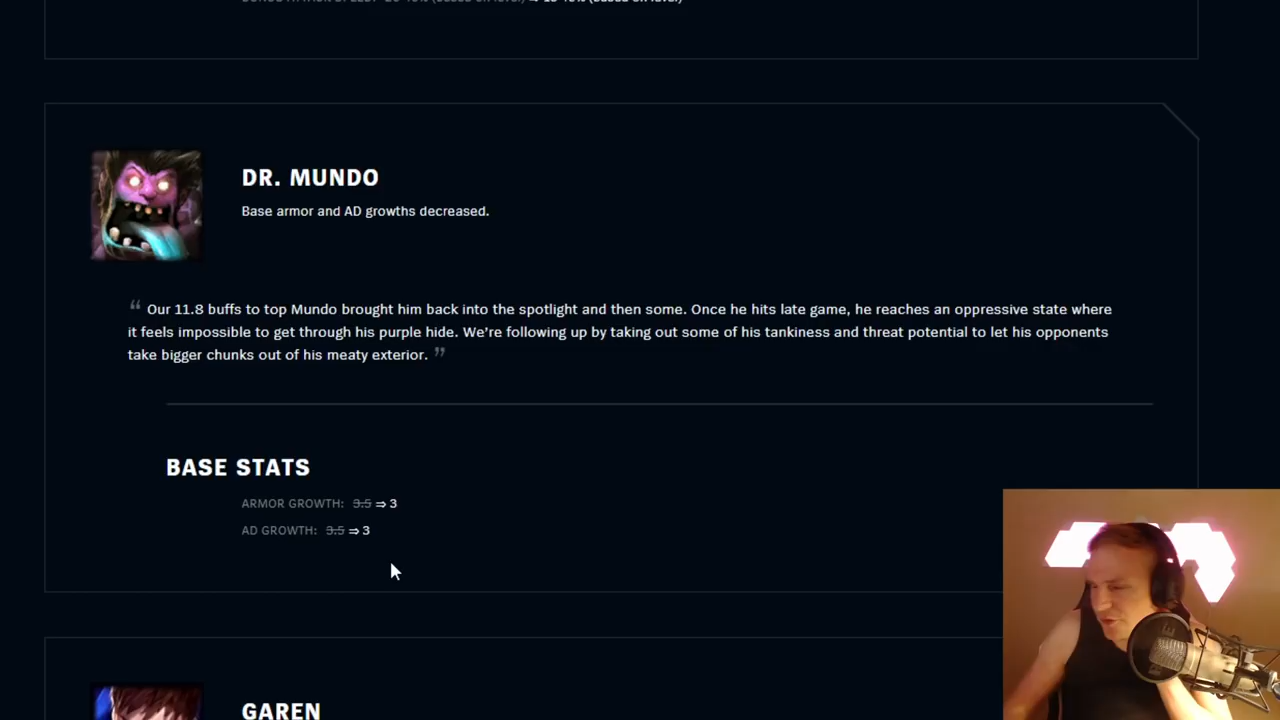 DR. MUNDO
Base armor and AD growths decreased.
“ Our 11.8 buffs to top Mundo brought him back into the spotlight and then some. Once he hits late game, he reaches an oppressive state where
it feels impossible to get through his purple hide. We’re following up by taking out some of his tankiness and threat potential to let his opponents
take bigger chunks out of his meaty exterior. ”
BASE STATS
ARMOR GROWTH: 3.5 ⇒ 3
AD GROWTH: 3.5 ⇒ 3
GAREN